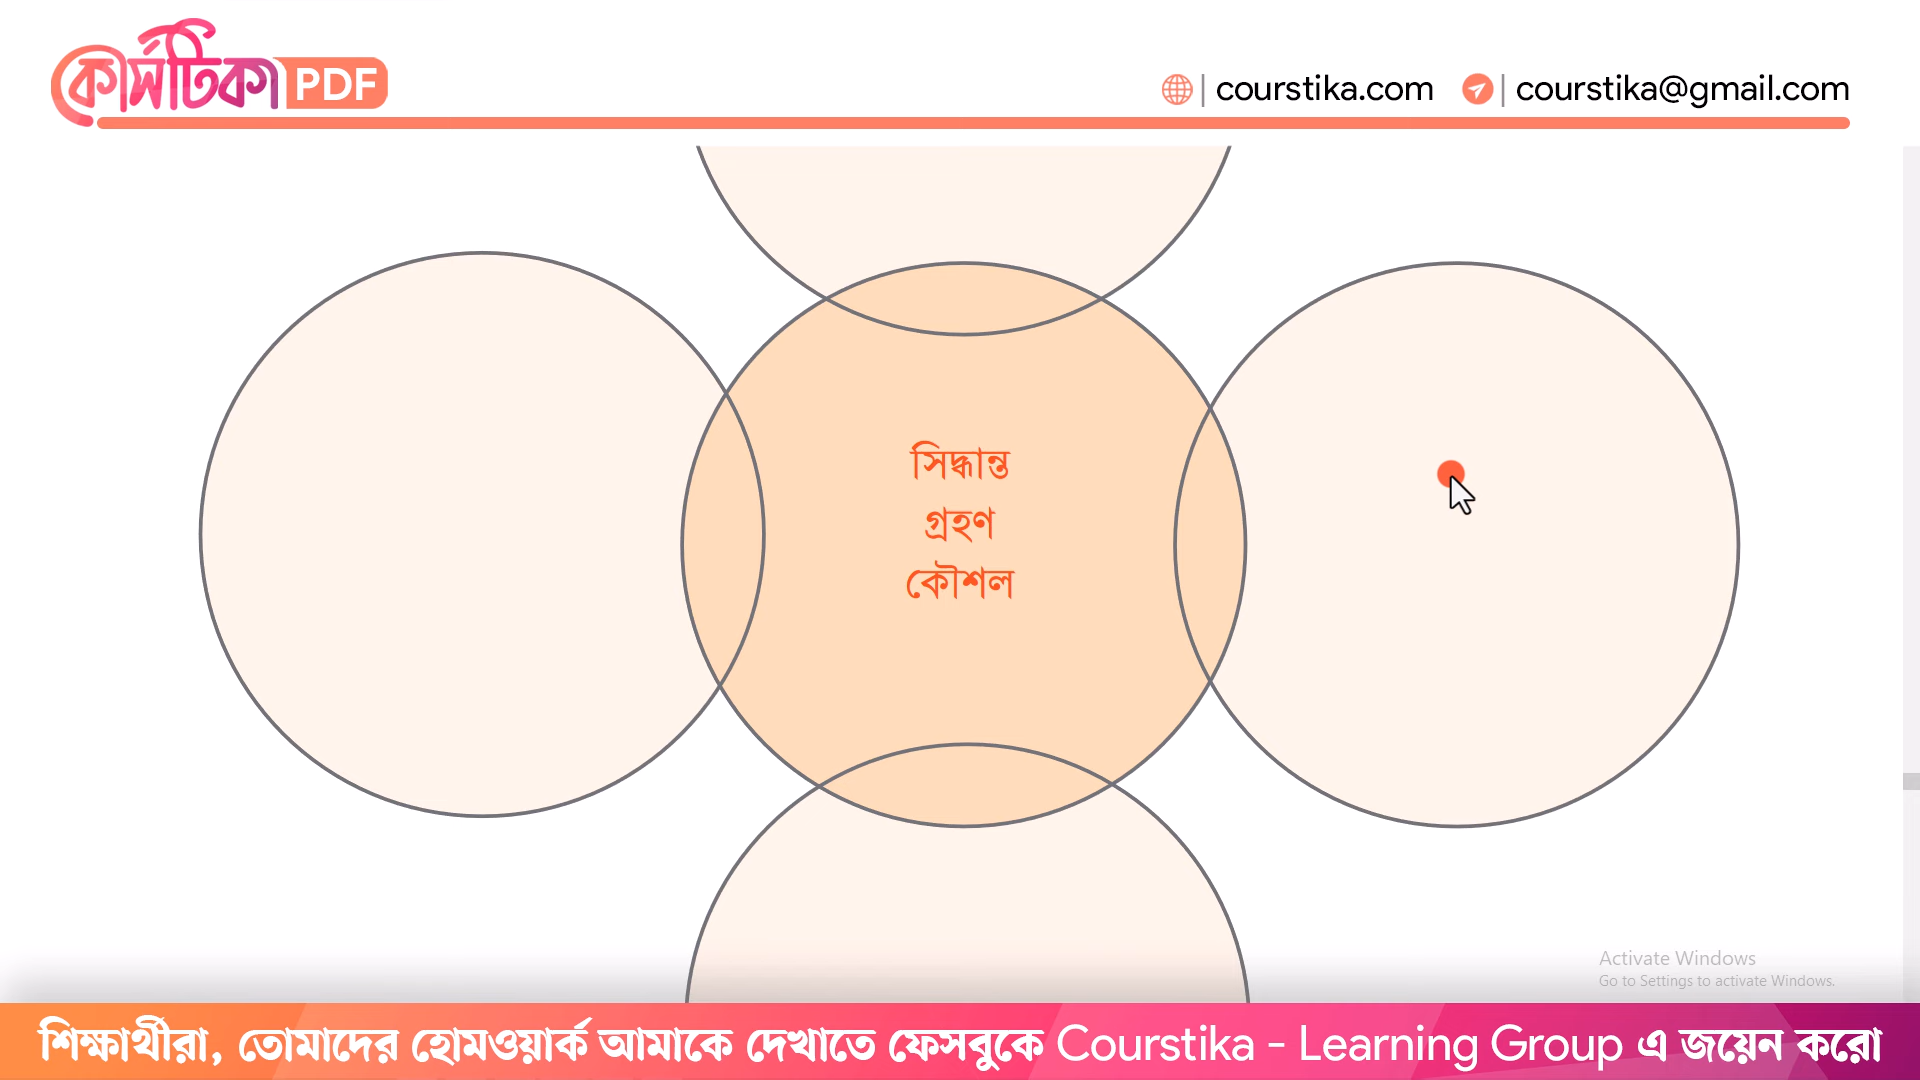 কোর্সটিকা PDF
courstika.com
courstika@gmail.com
সিদ্ধান্ত
গ্রহণ
কৌশল
Activate Windows
Go to Settings to activate Windows.
শিক্ষার্থীরা, তোমাদের হোমওয়ার্ক আমাকে দেখাতে ফেসবুকে Courstika - Learning Group এ জয়েন করো